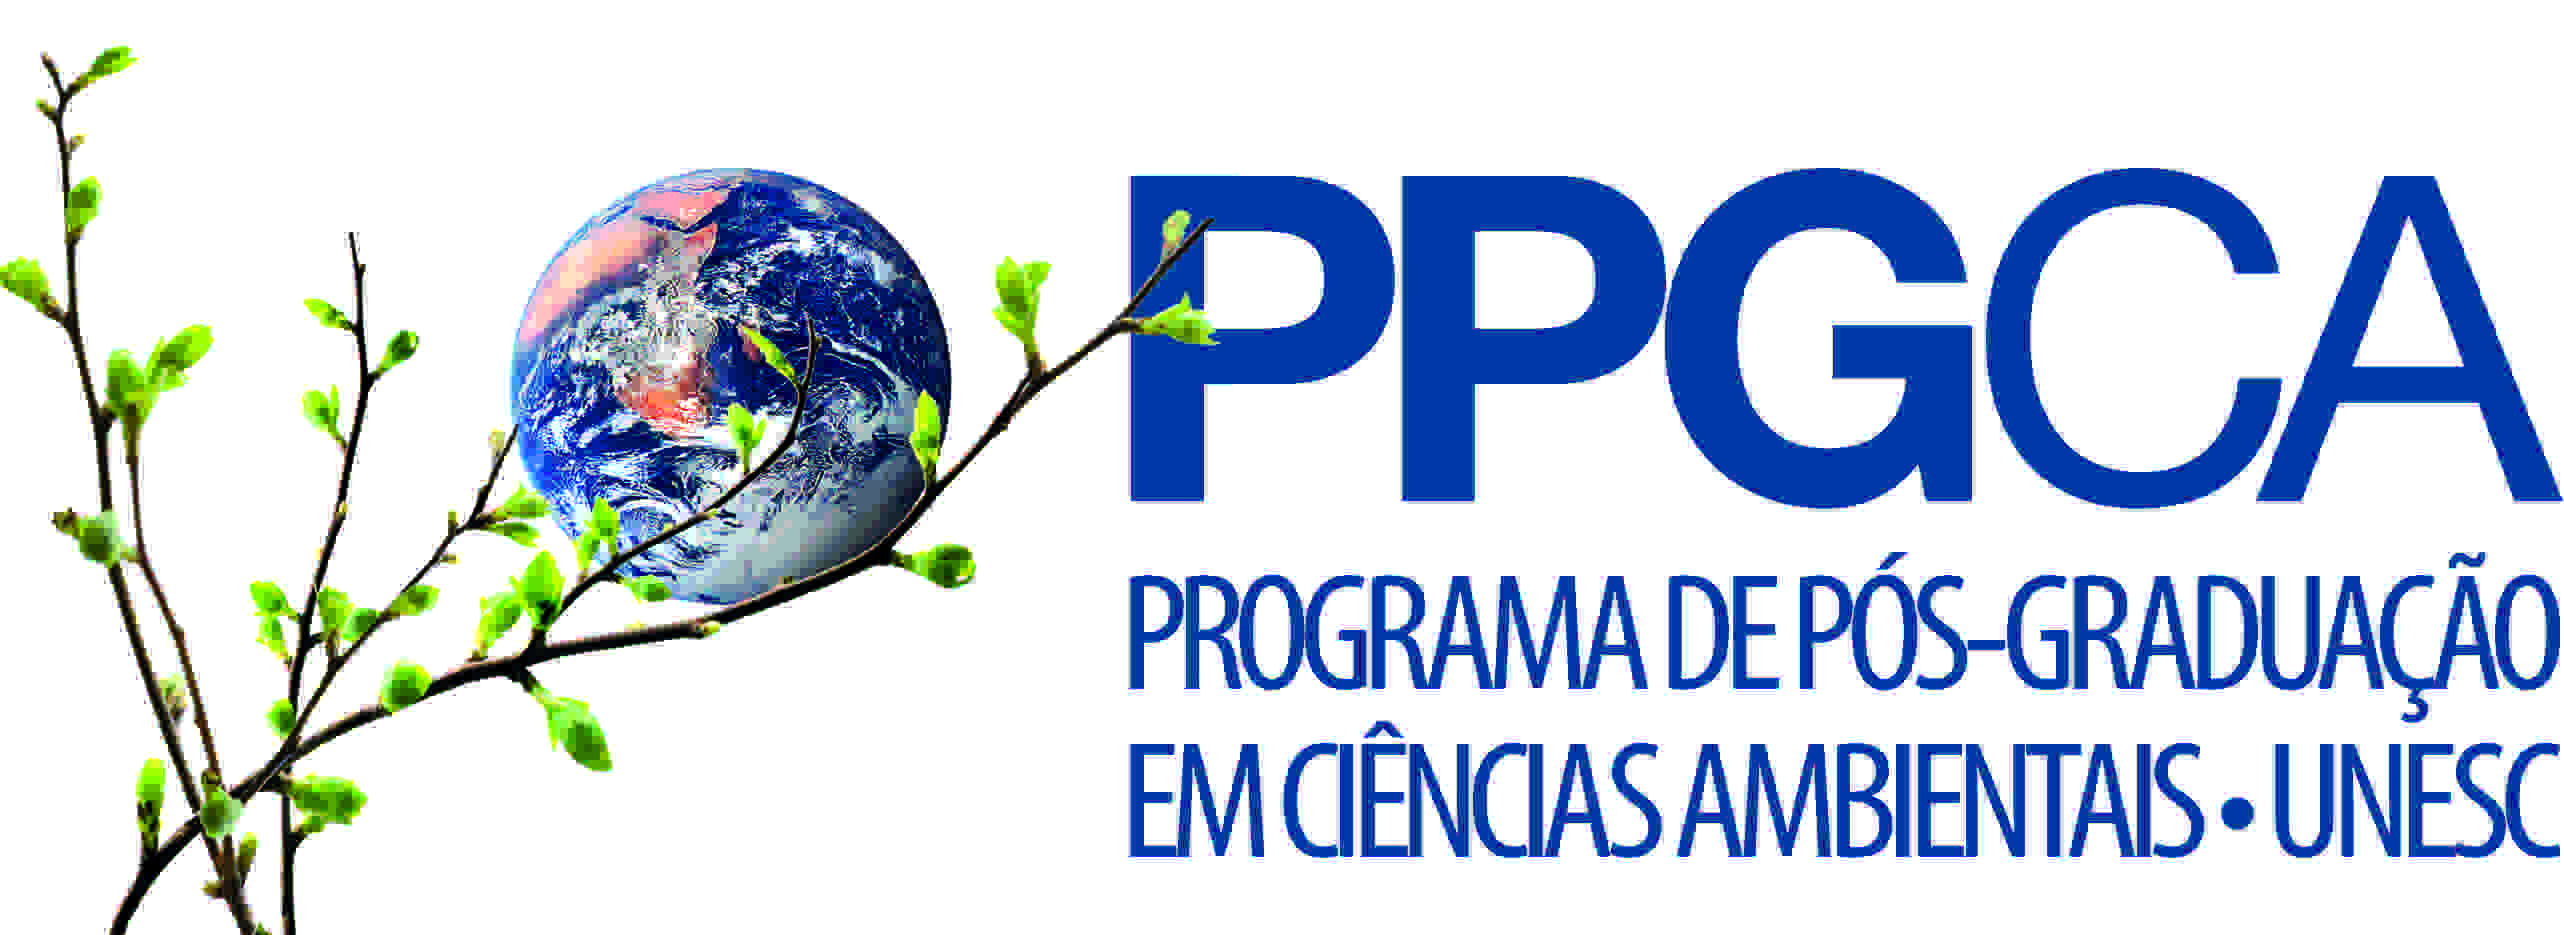 PPGCA
PROGRAMA DE PÓS-GRADUAÇÃO
EM CIÊNCIAS AMBIENTAIS • UNESC